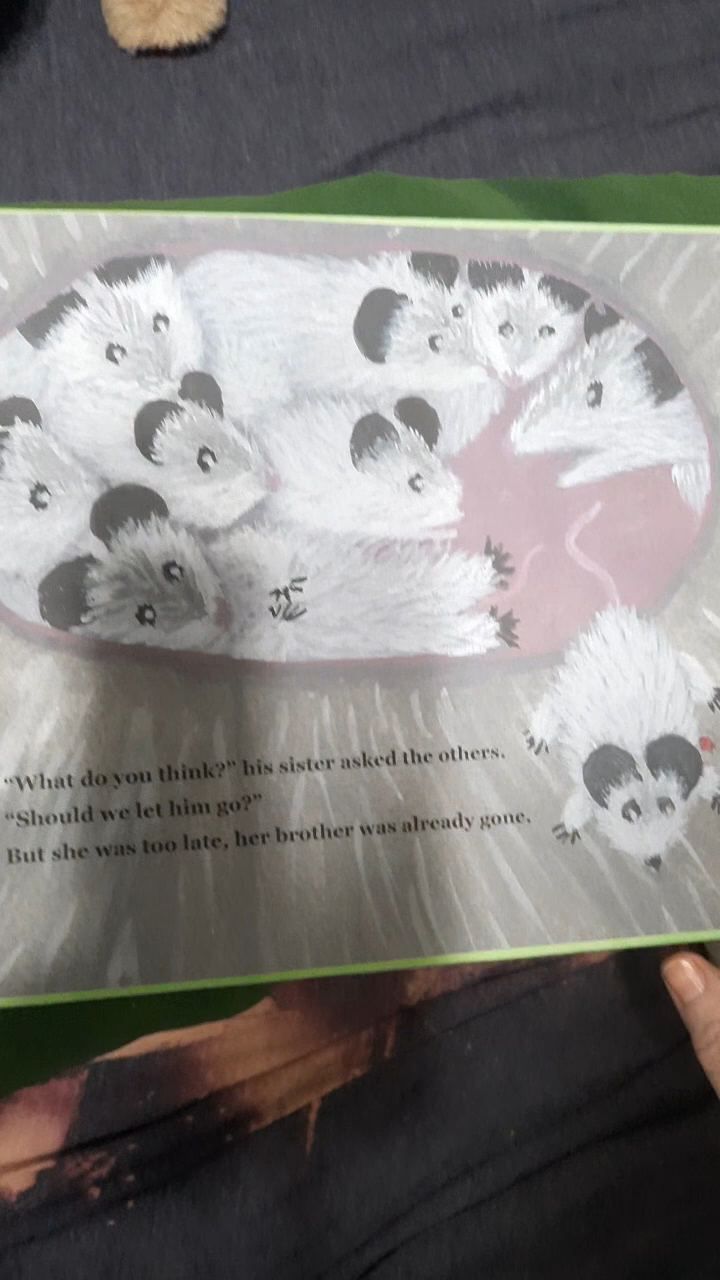 “What do you think?” his sister asked the others.
“Should we let him go?”
But she was too late, her brother was already gone.